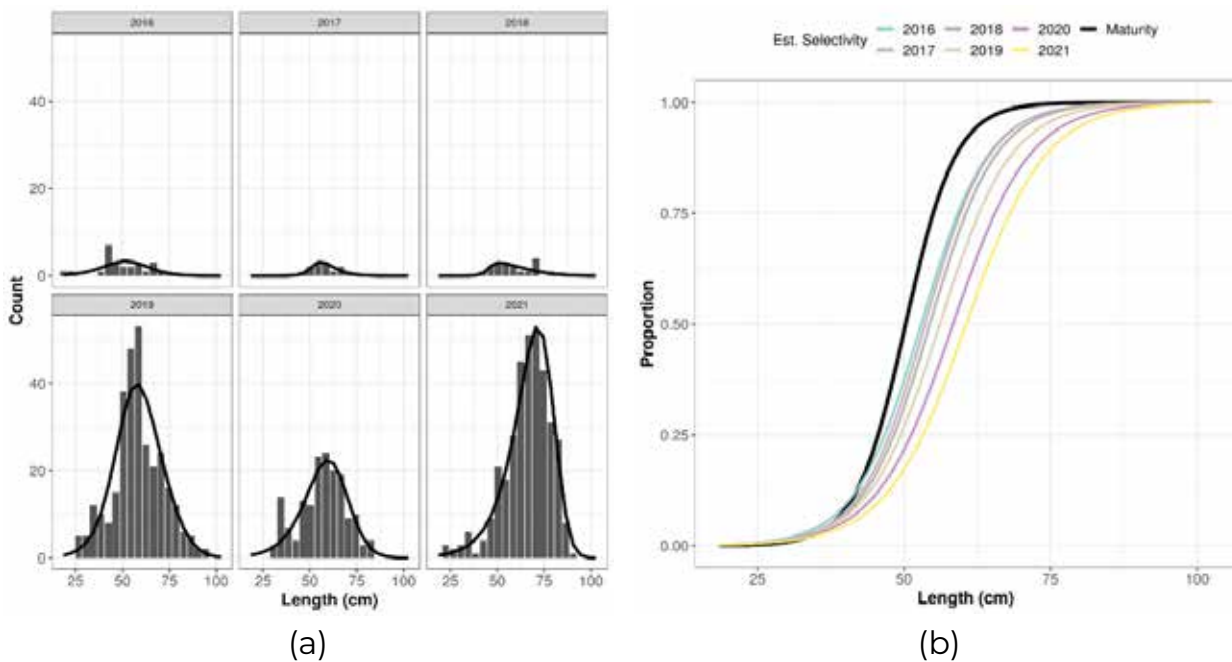 2016 2017 2018
40
20
0
Count
2019 2020 2021
40
20
0
25 50 75 100 25 50 75 100 25 50 75 100
Length (cm)
(a)
Est. Selectivity 2016 2018 2020 Maturity
2017 2019 2021
1.00
0.75
0.50
0.25
0.00
Proportion
25 50 75 100
Length (cm)
(b)